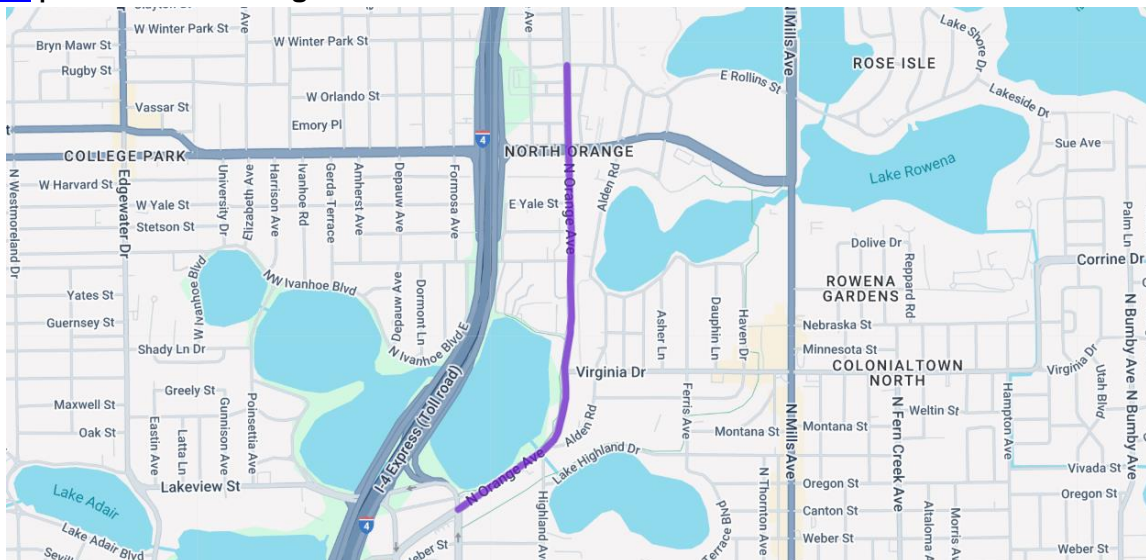 W Winter Park St
W Winter Park St
Bryn Mawr St
Rugby St
Vassar St
W Orlando St
Emory Pl
COLLEGE PARK
NORTH ORANGE
4
E Rollins St
N Mills Ave
ROSE ISLE
Lake Shore Dr
Lakeside Dr
Sue Ave
Lake Rowena
W Harvard St
W Yale St
Stetson St
N Westmoreland Dr
Edgewater Dr
University Dr
Elizabeth Ave
Harrison Ave
Ivanhoe Rd
Gerda Terrace
Amherst Ave
Depauw Ave
Formosa Ave
E Yale St
N Orange Ave
Alden Rd
Dolive Dr
Reppard Rd
Palm Ln
Corrine Dr
ROWENA
GARDENS
Yates St
Guernsey St
Shady Ln Dr
W Ivanhoe Blvd
NW Ivanhoe Blvd
Depauw Ave
Dormont Ln
N Ivanhoe Blvd E
Asher Ln
Dauphin Ln
Haven Dr
Nebraska St
Minnesota St
COLONIALTOWN
NORTH
Virginia Dr
Virginia Dr
Utah Blvd
N Bumby Ave
N Bumby Ave
Greely St
Maxwell St
Oak St
Eastin Ave
Latta Ln
Gunnison Ave
Poinsettia Ave
Lakeview St
I-4 Express (toll road)
4
N Orange Ave
Alden Rd
Lake Highland Dr
Highland Av
Ferris Ave
Montana St
Montana St
N Mills Ave
Weltin St
N Fern Creek Ave
Hampton Ave
Vivada St
Oregon St
Oregon St
Canton St
Weber St
Weber St
N Thornton Ave
Altaloma Ave
Morris Av
Lake Adair
Lake Adair Blvd